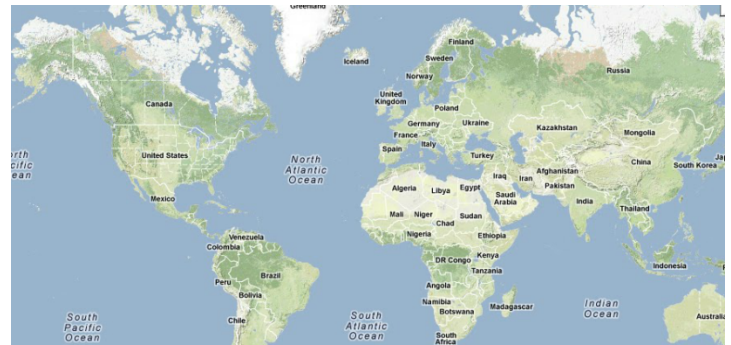 Greenland
Iceland
Finland
Sweden
Norway
Russia
United
Kingdom
Canada
Poland
Germany
Ukraine
France
Kazakhstan
Mongolia
Italy
Spain
United States
North
Atlantic
Ocean
Turkey
China
South Korea
Afghanistan
Iraq
Iran
Pakistan
Algeria
Libya
Egypt
Saudi
Arabia
Mexico
India
Thailand
Mali
Niger
Chad
Sudan
Nigeria
Ethiopia
Venezuela
Colombia
Kenya
DR Congo
Tanzania
Indonesia
Brazil
Peru
Bolivia
Angola
Namibia
Botswana
Madagascar
Indian
Ocean
South
Pacific
Ocean
Chile
South
Atlantic
Ocean
South
Africa